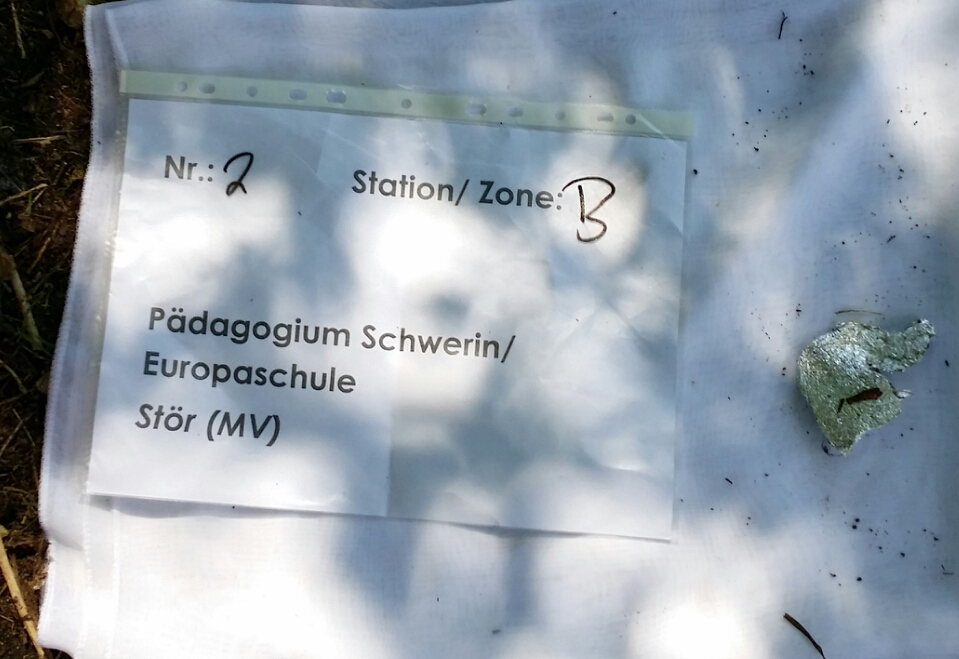 Nr.: 2 Station/ Zone: B
Pädagogium Schwerin/
Europaschule
Stör (MV)